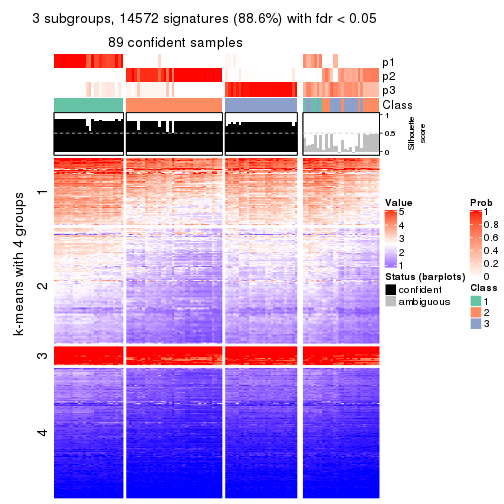 3 subgroups, 14572 signatures (88.6%) with fdr < 0.05
89 confident samples
p1
p2
p3
Class
1
0.5
0
Silhouette
score
k-means with 4 groups
1
2
3
4
Value
5
4
3
2
1
Status (barplots)
confident
ambiguous
Prob
1
0.8
0.6
0.4
0.2
0
Class
1
2
3